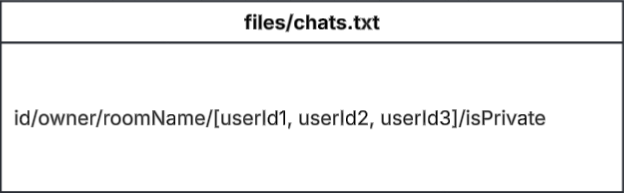 files/chats.txt
id/owner/roomName/[userId1, userId2, userId3]/isPrivate